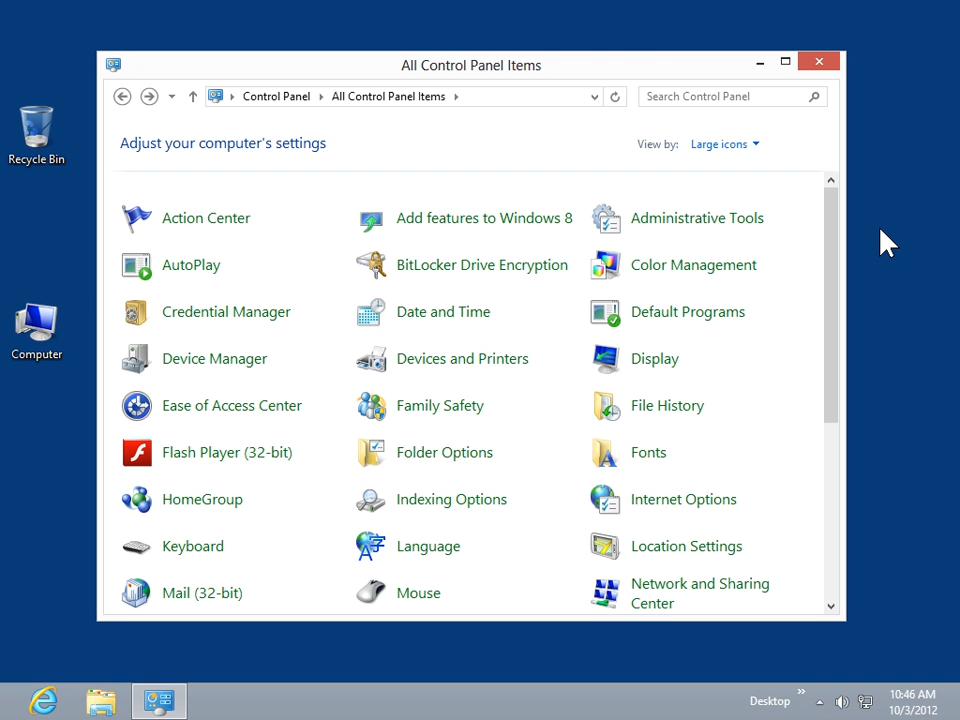 All Control Panel Items
Control Panel
All Control Panel Items
Search Control Panel
Adjust your computer's settings
View by: Large icons
Recycle Bin
Computer
Action Center
Add features to Windows 8
Administrative Tools
AutoPlay
BitLocker Drive Encryption
Color Management
Credential Manager
Date and Time
Default Programs
Device Manager
Devices and Printers
Display
Ease of Access Center
Family Safety
File History
Flash Player (32-bit)
Folder Options
Fonts
HomeGroup
Indexing Options
Internet Options
Keyboard
Language
Location Settings
Mail (32-bit)
Mouse
Network and Sharing
Center
Desktop
10:46 AM
10/3/2012